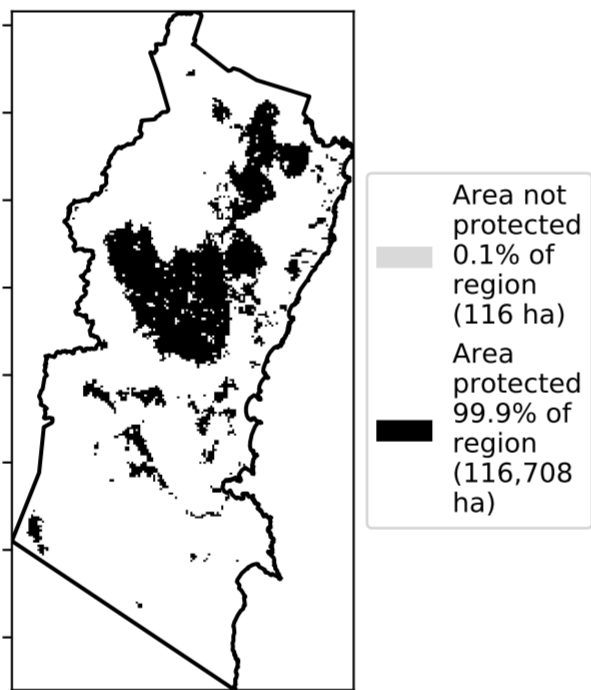 Area not
protected
0.1% of
region
(116 ha)
Area
protected
99.9% of
region
(116,708
ha)